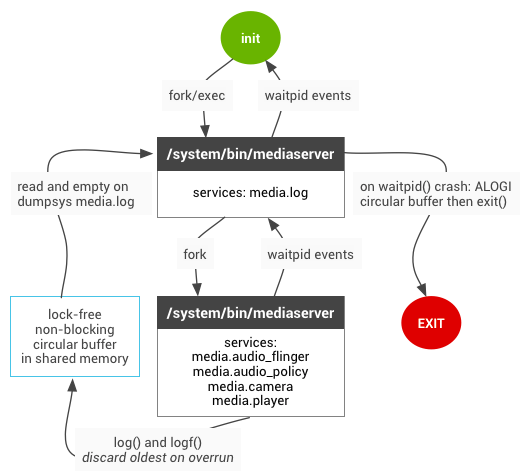 init
fork/exec
waitpid events
/system/bin/mediaserver
services: media.log
read and empty on
dumpsys media.log
on waitpid() crash: ALOGI
circular buffer then exit()
fork
waitpid events
lock-free
non-blocking
circular buffer
in shared memory
/system/bin/mediaserver
services:
media.audio_flinger
media.audio_policy
media.camera
media.player
EXIT
log() and logf()
discard oldest on overrun